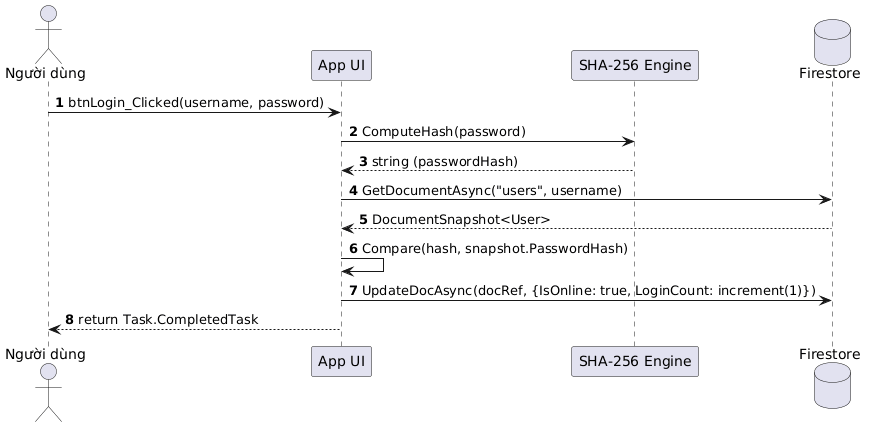 Người dùng
App UI
SHA-256 Engine
Firestore
1 btnLogin_Clicked(username, password)
2 ComputeHash(password)
3 string (passwordHash)
4 GetDocumentAsync("users", username)
5 DocumentSnapshot<User>
6 Compare(hash, snapshot.PasswordHash)
7 UpdateDocAsync(docRef, {IsOnline: true, LoginCount: increment(1)})
8 return Task.CompletedTask
Người dùng
App UI
SHA-256 Engine
Firestore